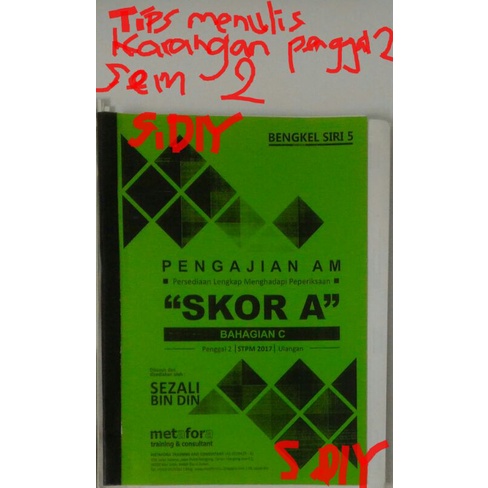 TiPS menulis
Karangan penggal 2
Sem 2
S.DIY
BENGKEL SIRI 5
PENGAJIAN AM
Persediaan Lengkap Menghadapi Peperiksaan
"SKOR A"
BAHAGIAN C
Penggal 2 | STPM 2017 | Ulangan
SEZALI
BIN DIN
metafora
training & consultant
S DIY